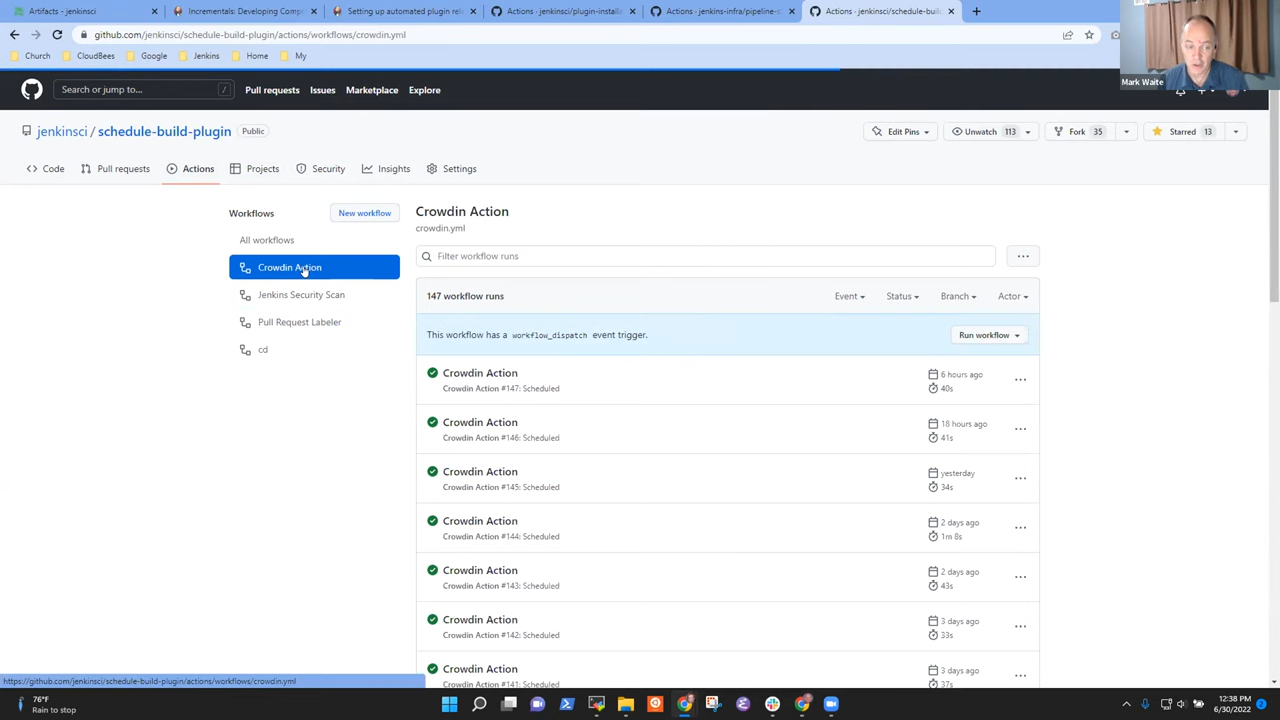 Artifacts - jenkinsci
Incrementals: Developing Comp
Setting up automated plugin rel
Actions · jenkinsci/plugin-install
Actions · jenkins-infra/pipeline-s
Actions · jenkinsci/schedule-buil
github.com/jenkinsci/schedule-build-plugin/actions/workflows/crowdin.yml
Church
CloudBees
Google
Jenkins
Home
My
Mark Waite
Search or jump to...
/
Pull requests
Issues
Marketplace
Explore
jenkinsci / schedule-build-plugin
Public
Edit Pins
Unwatch 113
Fork 35
Starred 13
Code
Pull requests
Actions
Projects
Security
Insights
Settings
Workflows
New workflow
All workflows
Crowdin Action
Jenkins Security Scan
Pull Request Labeler
cd
Crowdin Action
crowdin.yml
Filter workflow runs
147 workflow runs
Event
Status
Branch
Actor
This workflow has a workflow_dispatch event trigger.
Run workflow
Crowdin Action
Crowdin Action #147: Scheduled
6 hours ago
40s
Crowdin Action
Crowdin Action #146: Scheduled
18 hours ago
41s
Crowdin Action
Crowdin Action #145: Scheduled
yesterday
34s
Crowdin Action
Crowdin Action #144: Scheduled
2 days ago
1m 8s
Crowdin Action
Crowdin Action #143: Scheduled
2 days ago
43s
Crowdin Action
Crowdin Action #142: Scheduled
3 days ago
33s
Crowdin Action
Crowdin Action #141: Scheduled
3 days ago
37s
https://github.com/jenkinsci/schedule-build-plugin/actions/workflows/crowdin.yml
76°F
Rain to stop
12:38 PM
6/30/2022
2